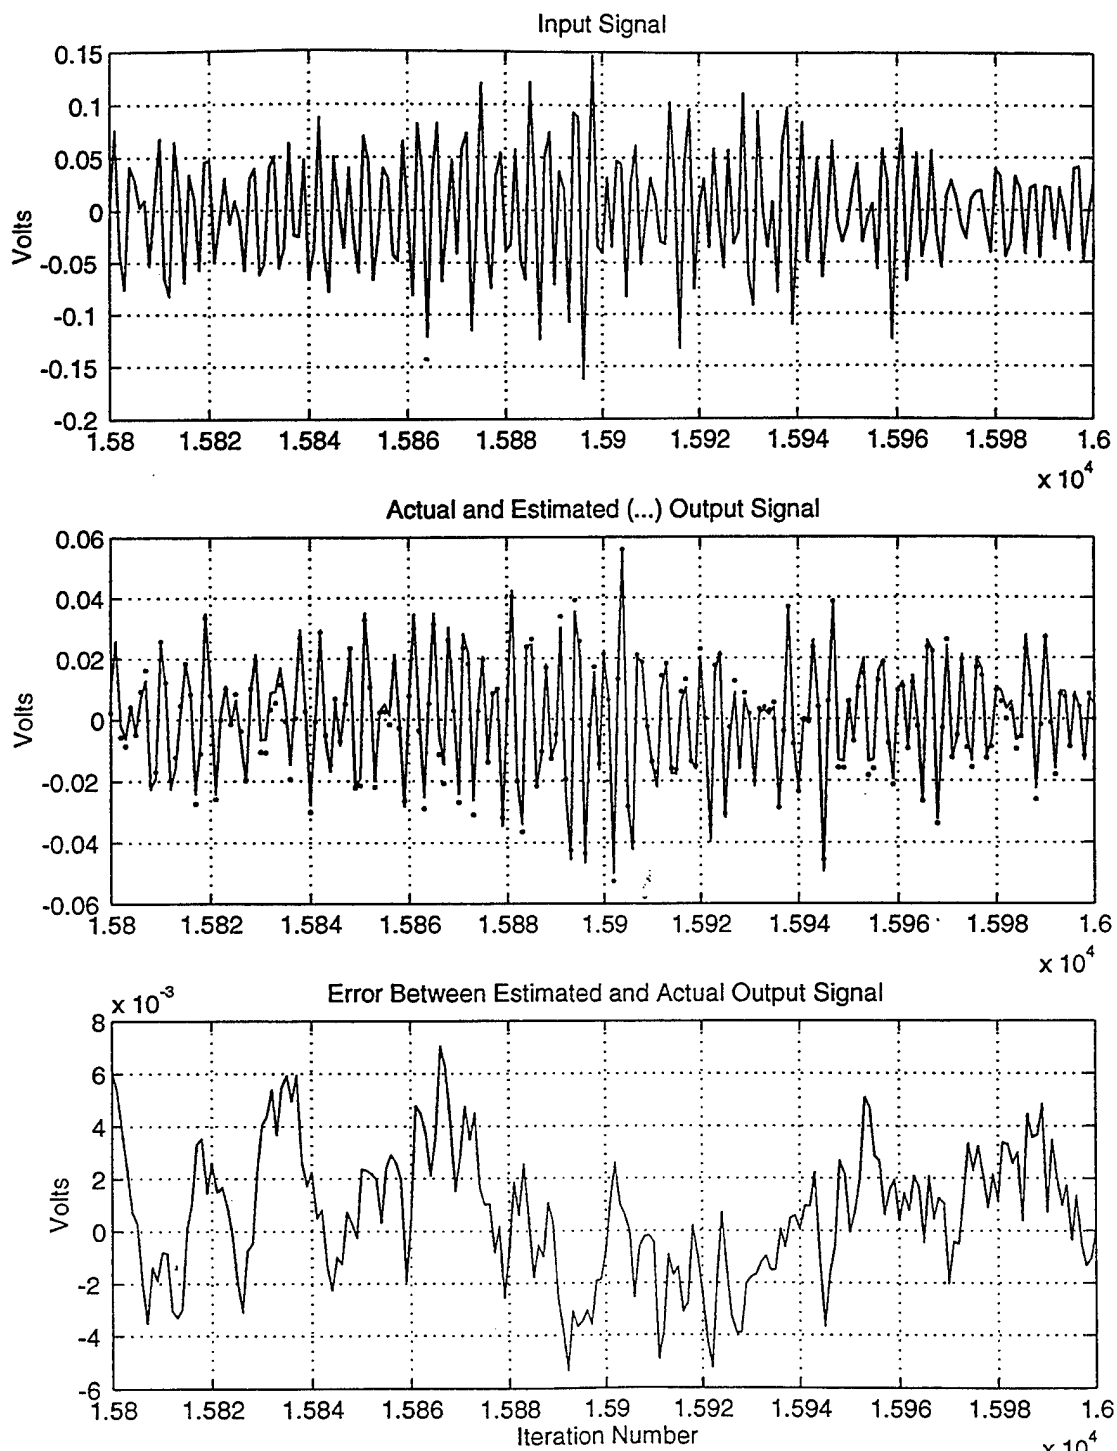 Input Signal
0.15
0.1
0.05
0
-0.05
-0.1
-0.15
-0.2
Volts
1.58 1.582 1.584 1.586 1.588 1.59 1.592 1.594 1.596 1.598 1.6
x 10^4
Actual and Estimated (...) Output Signal
0.06
0.04
0.02
0
-0.02
-0.04
-0.06
Volts
1.58 1.582 1.584 1.586 1.588 1.59 1.592 1.594 1.596 1.598 1.6
x 10^4
x 10^-3
Error Between Estimated and Actual Output Signal
8
6
4
2
0
-2
-4
-6
Volts
1.58 1.582 1.584 1.586 1.588 1.59 1.592 1.594 1.596 1.598 1.6
Iteration Number
x 10^4